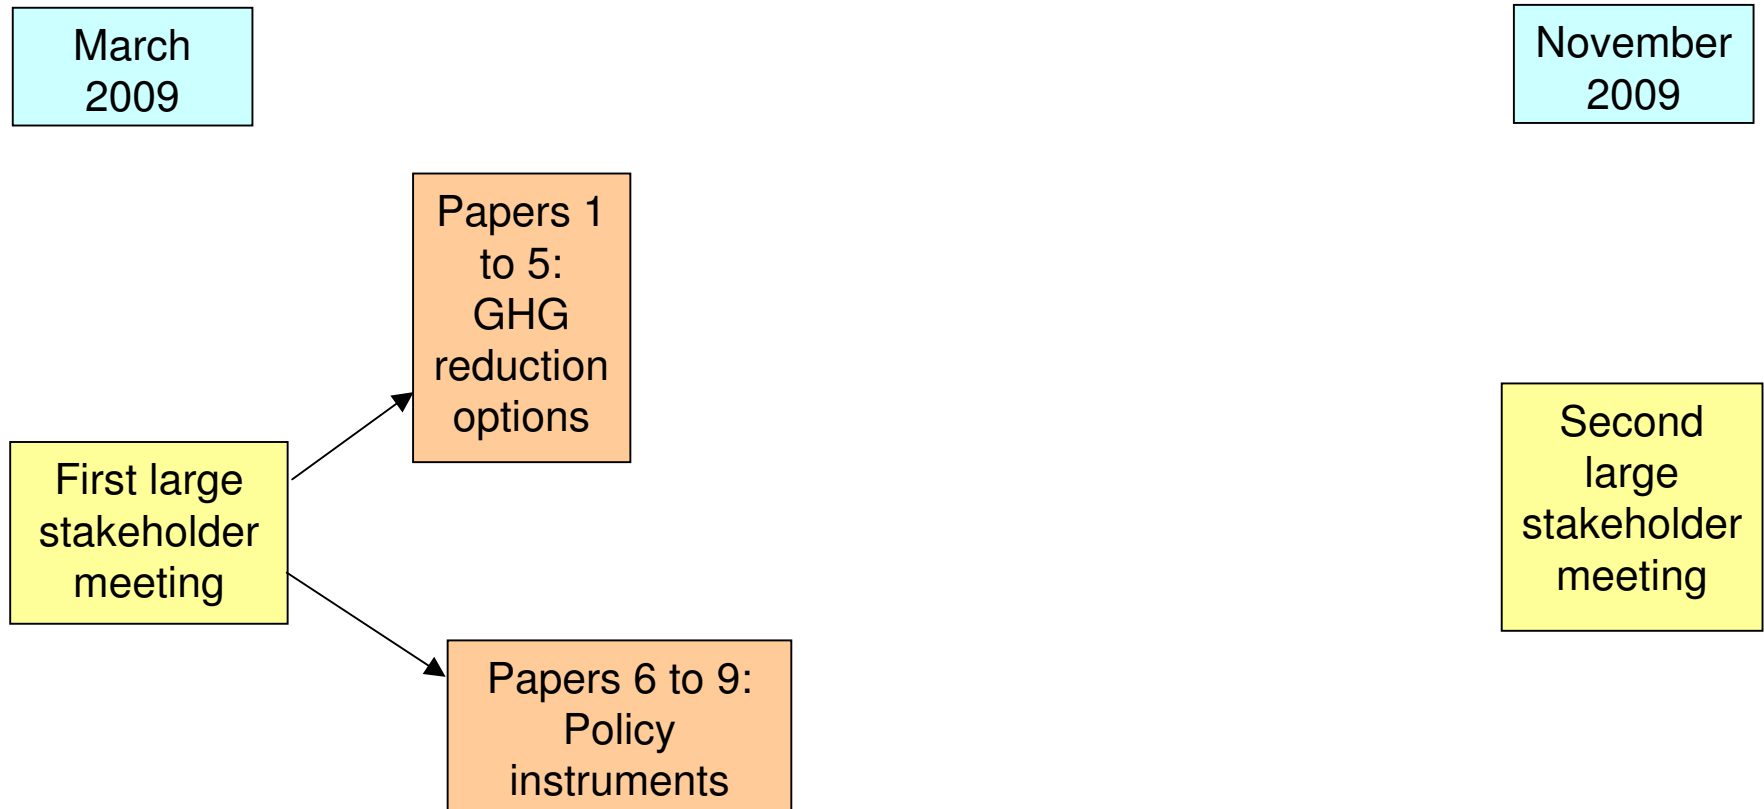 March
2009
November
2009
Papers 1
to 5:
GHG
reduction
options
First large
stakeholder
meeting
Second
large
stakeholder
meeting
Papers 6 to 9:
Policy
instruments